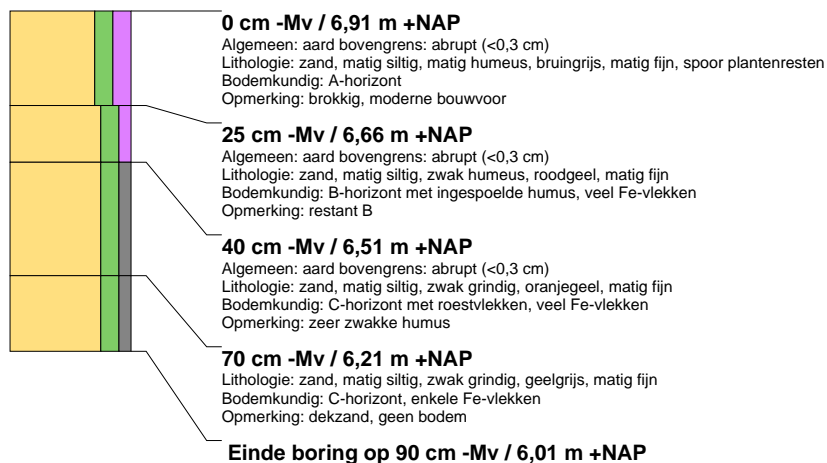 0 cm -Mv / 6,91 m +NAP
Algemeen: aard bovengrens: abrupt (<0,3 cm)
Lithologie: zand, matig siltig, matig humeus, bruingrijs, matig fijn, spoor plantenresten
Bodemkundig: A-horizont
Opmerking: brokkig, moderne bouwvoor
25 cm -Mv / 6,66 m +NAP
Algemeen: aard bovengrens: abrupt (<0,3 cm)
Lithologie: zand, matig siltig, zwak humeus, roodgeel, matig fijn
Bodemkundig: B-horizont met ingespoelde humus, veel Fe-vlekken
Opmerking: restant B
40 cm -Mv / 6,51 m +NAP
Algemeen: aard bovengrens: abrupt (<0,3 cm)
Lithologie: zand, matig siltig, zwak grindig, oranjegeel, matig fijn
Bodemkundig: C-horizont met roestvlekken, veel Fe-vlekken
Opmerking: zeer zwakke humus
70 cm -Mv / 6,21 m +NAP
Lithologie: zand, matig siltig, zwak grindig, geelgrijs, matig fijn
Bodemkundig: C-horizont, enkele Fe-vlekken
Opmerking: dekzand, geen bodem
Einde boring op 90 cm -Mv / 6,01 m +NAP